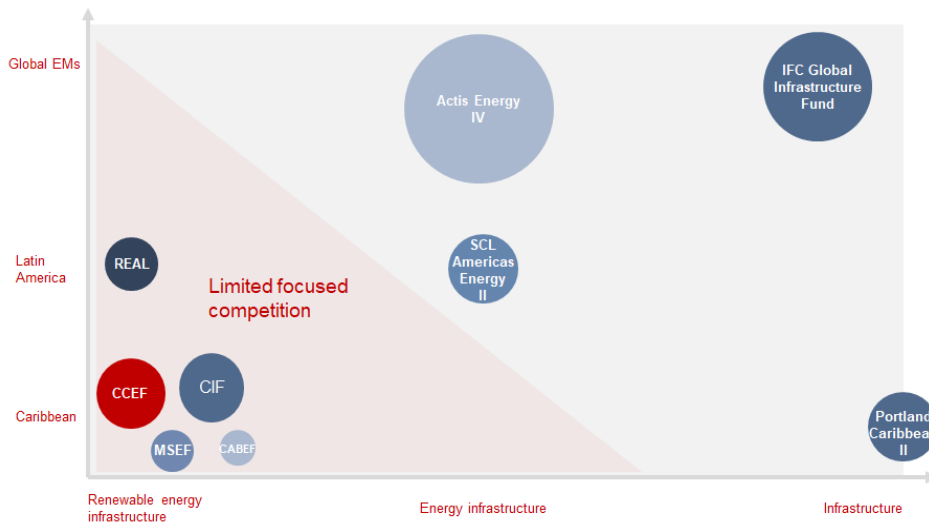 Global EMs
Actis Energy
IV
IFC Global
Infrastructure
Fund
Latin
America
REAL
SCL
Americas
Energy
II
Limited focused
competition
CCEF
CIF
Caribbean
MSEF
CABEF
Portland
Caribbean
II
Renewable energy
infrastructure
Energy infrastructure
Infrastructure